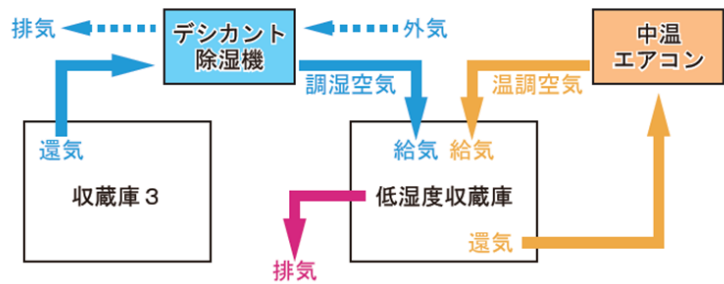 排気
デシカント
除湿機
外気
中温
エアコン
調湿空気
温調空気
還気
給気
給気
収蔵庫3
低湿度収蔵庫
還気
排気